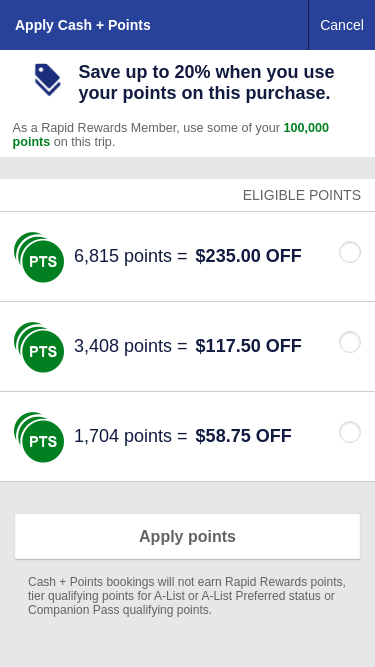 Apply Cash + Points
Cancel
Save up to 20% when you use
your points on this purchase.
As a Rapid Rewards Member, use some of your 100,000
points on this trip.
ELIGIBLE POINTS
PTS 6,815 points = $235.00 OFF
PTS 3,408 points = $117.50 OFF
PTS 1,704 points = $58.75 OFF
Apply points
Cash + Points bookings will not earn Rapid Rewards points,
tier qualifying points for A-List or A-List Preferred status or
Companion Pass qualifying points.